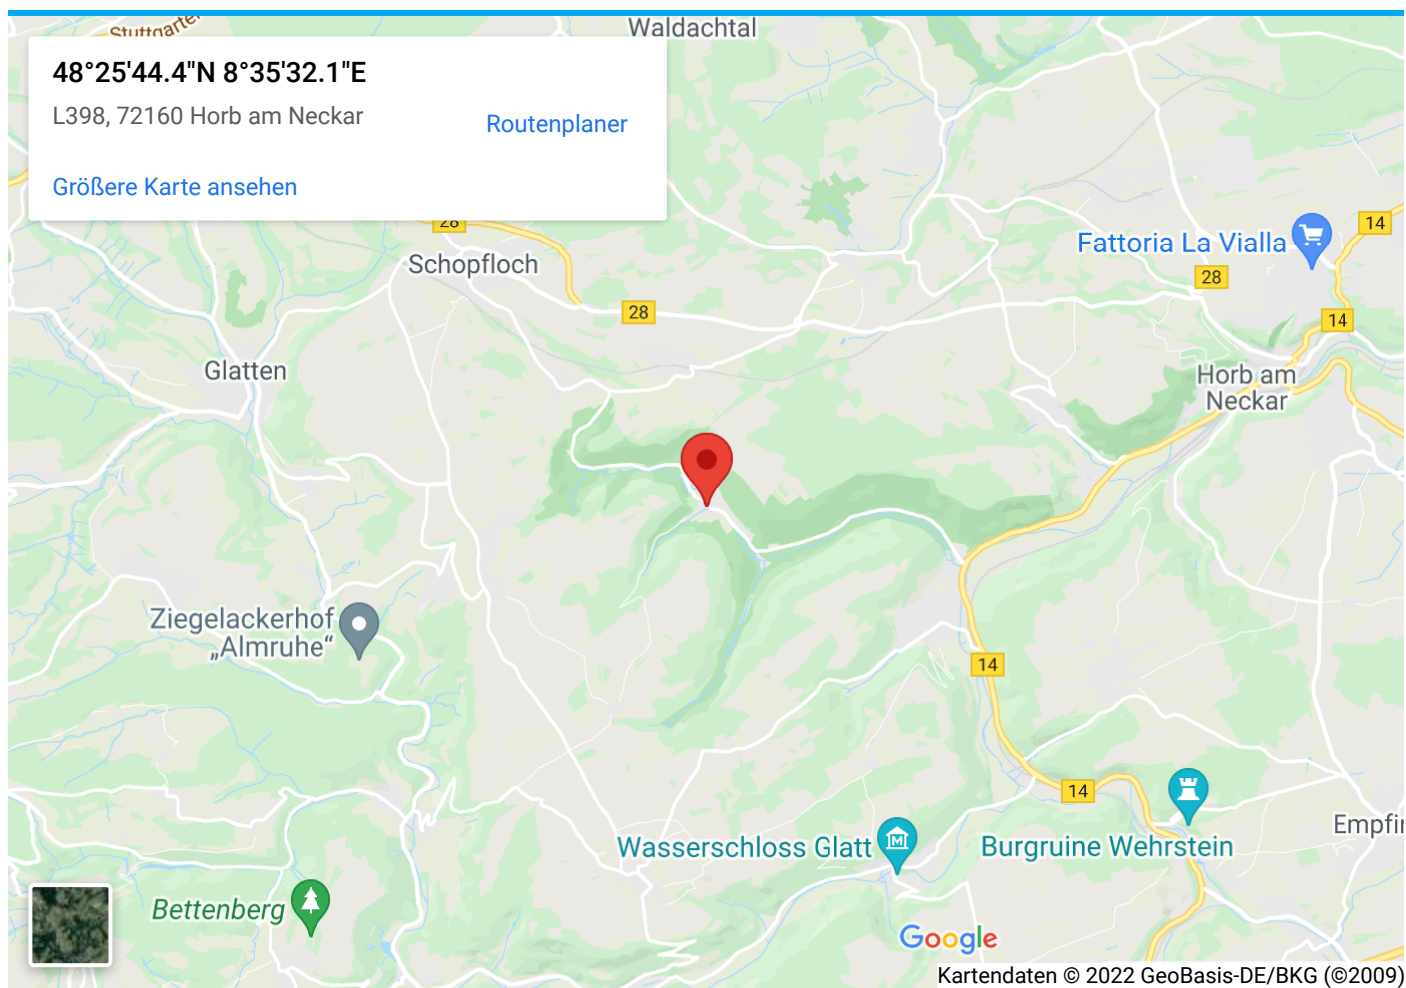 Stuttgarter
Waldachtal
48°25'44.4"N 8°35'32.1"E
L398, 72160 Horb am Neckar
Routenplaner
Größere Karte ansehen
28
14
Fattoria La Vialla
Schopfloch
28
28
14
Glatten
Horb am
Neckar
Ziegelackerhof
„Almruhe“
14
14
Empfin
Wasserschloss Glatt
Burgruine Wehrstein
Bettenberg
Google
Kartendaten © 2022 GeoBasis-DE/BKG (©2009)